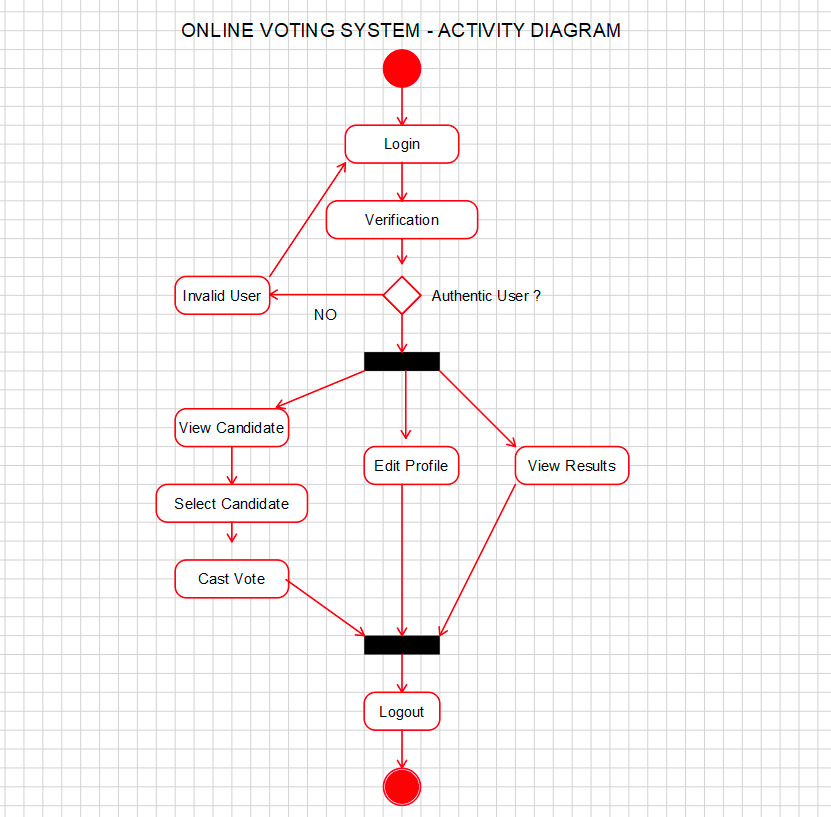 ONLINE VOTING SYSTEM - ACTIVITY DIAGRAM
Login
Verification
Invalid User
Authentic User ?
NO
View Candidate
Edit Profile
View Results
Select Candidate
Cast Vote
Logout